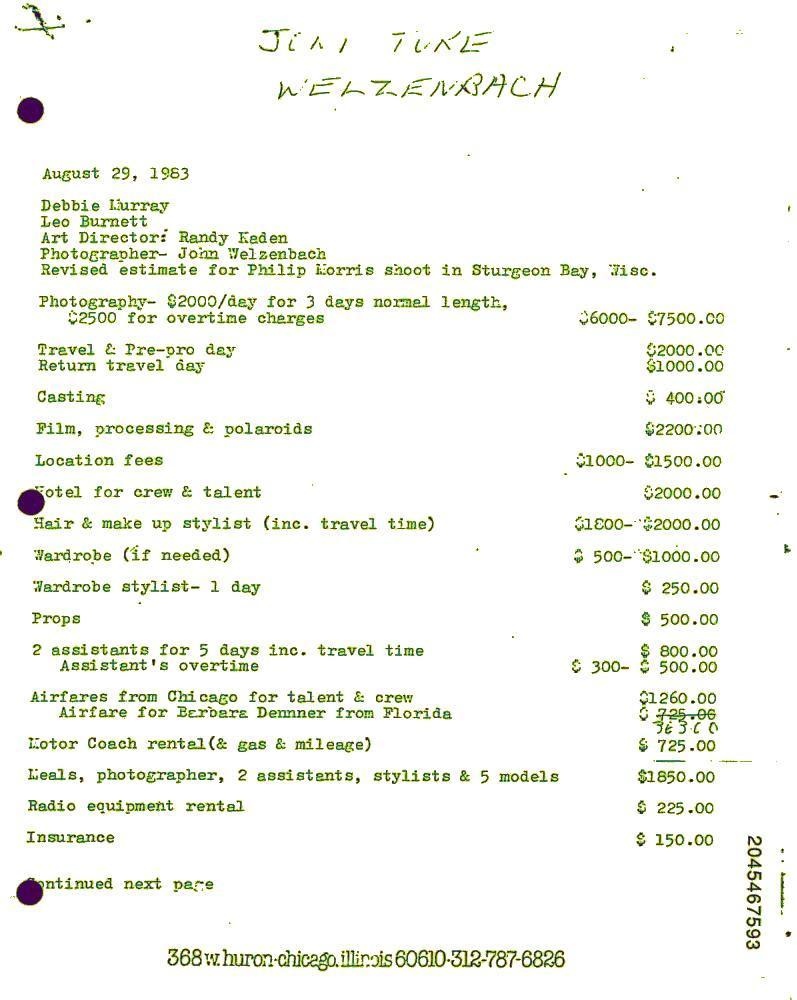 WELZENBACH
August 29, 1983
Debbie Murray
Leo Burnett
Art Director: Randy Kaden
Photographer- John Welzenbach
Revised estimate for Philip Morris shoot in Sturgeon Bay, Wisc.
Photography- $2000/day for 3 days normal length,
$2500 for overtime charges $6000- $7500.00
Travel & Pre-pro day $2000.00
Return travel day $1000.00
Casting $ 400.00
Film, processing & polaroids $2200.00
Location fees $1000- $1500.00
Hotel for crew & talent $2000.00
Hair & make up stylist (inc. travel time) $1800- $2000.00
Wardrobe (if needed) $ 500- $1000.00
Wardrobe stylist- 1 day $ 250.00
Props $ 500.00
2 assistants for 5 days inc. travel time $ 800.00
Assistant's overtime $ 300- $ 500.00
Airfares from Chicago for talent & crew $1260.00
Airfare for Barbara Dennner from Florida $ 725.00
Motor Coach rental(& gas & mileage) $ 725.00
Meals, photographer, 2 assistants, stylists & 5 models $1850.00
Radio equipment rental $ 225.00
Insurance $ 150.00
Continued next page
2045467593
368 w. huron·chicago, illinois 60610·312-787-6826